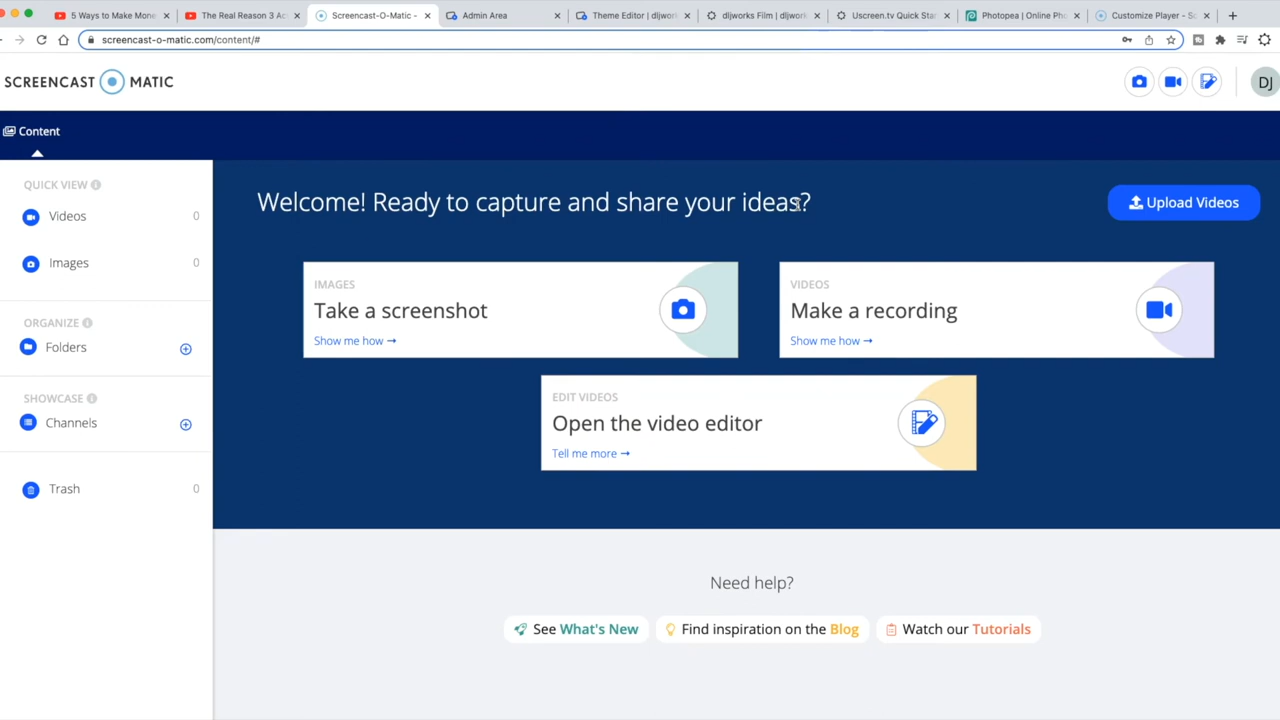 5 Ways to Make Mone
The Real Reason 3 Ac
Screencast-O-Matic -
Admin Area
Theme Editor | dljwork
dljworks Film | dljwork
Uscreen.tv Quick Star
Photopea | Online Pho
Customize Player - Sc
screencast-o-matic.com/content/#
SCREENCAST MATIC
DJ
Content
QUICK VIEW
Videos 0
Images 0
ORGANIZE
Folders
SHOWCASE
Channels
Trash 0
Welcome! Ready to capture and share your ideas?
Upload Videos
IMAGES
Take a screenshot
Show me how →
VIDEOS
Make a recording
Show me how →
EDIT VIDEOS
Open the video editor
Tell me more →
Need help?
See What's New
Find inspiration on the Blog
Watch our Tutorials